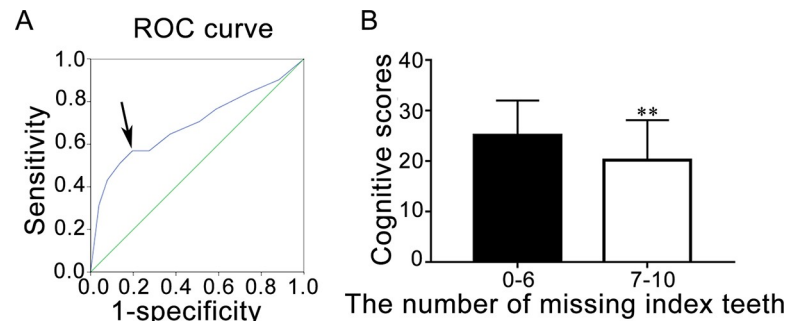 A
ROC curve
Sensitivity
1.0
0.8
0.6
0.4
0.2
0.0
0.0 0.2 0.4 0.6 0.8 1.0
1-specificity
B
Cognitive scores
40
30
20
10
0
**
0-6 7-10
The number of missing index teeth